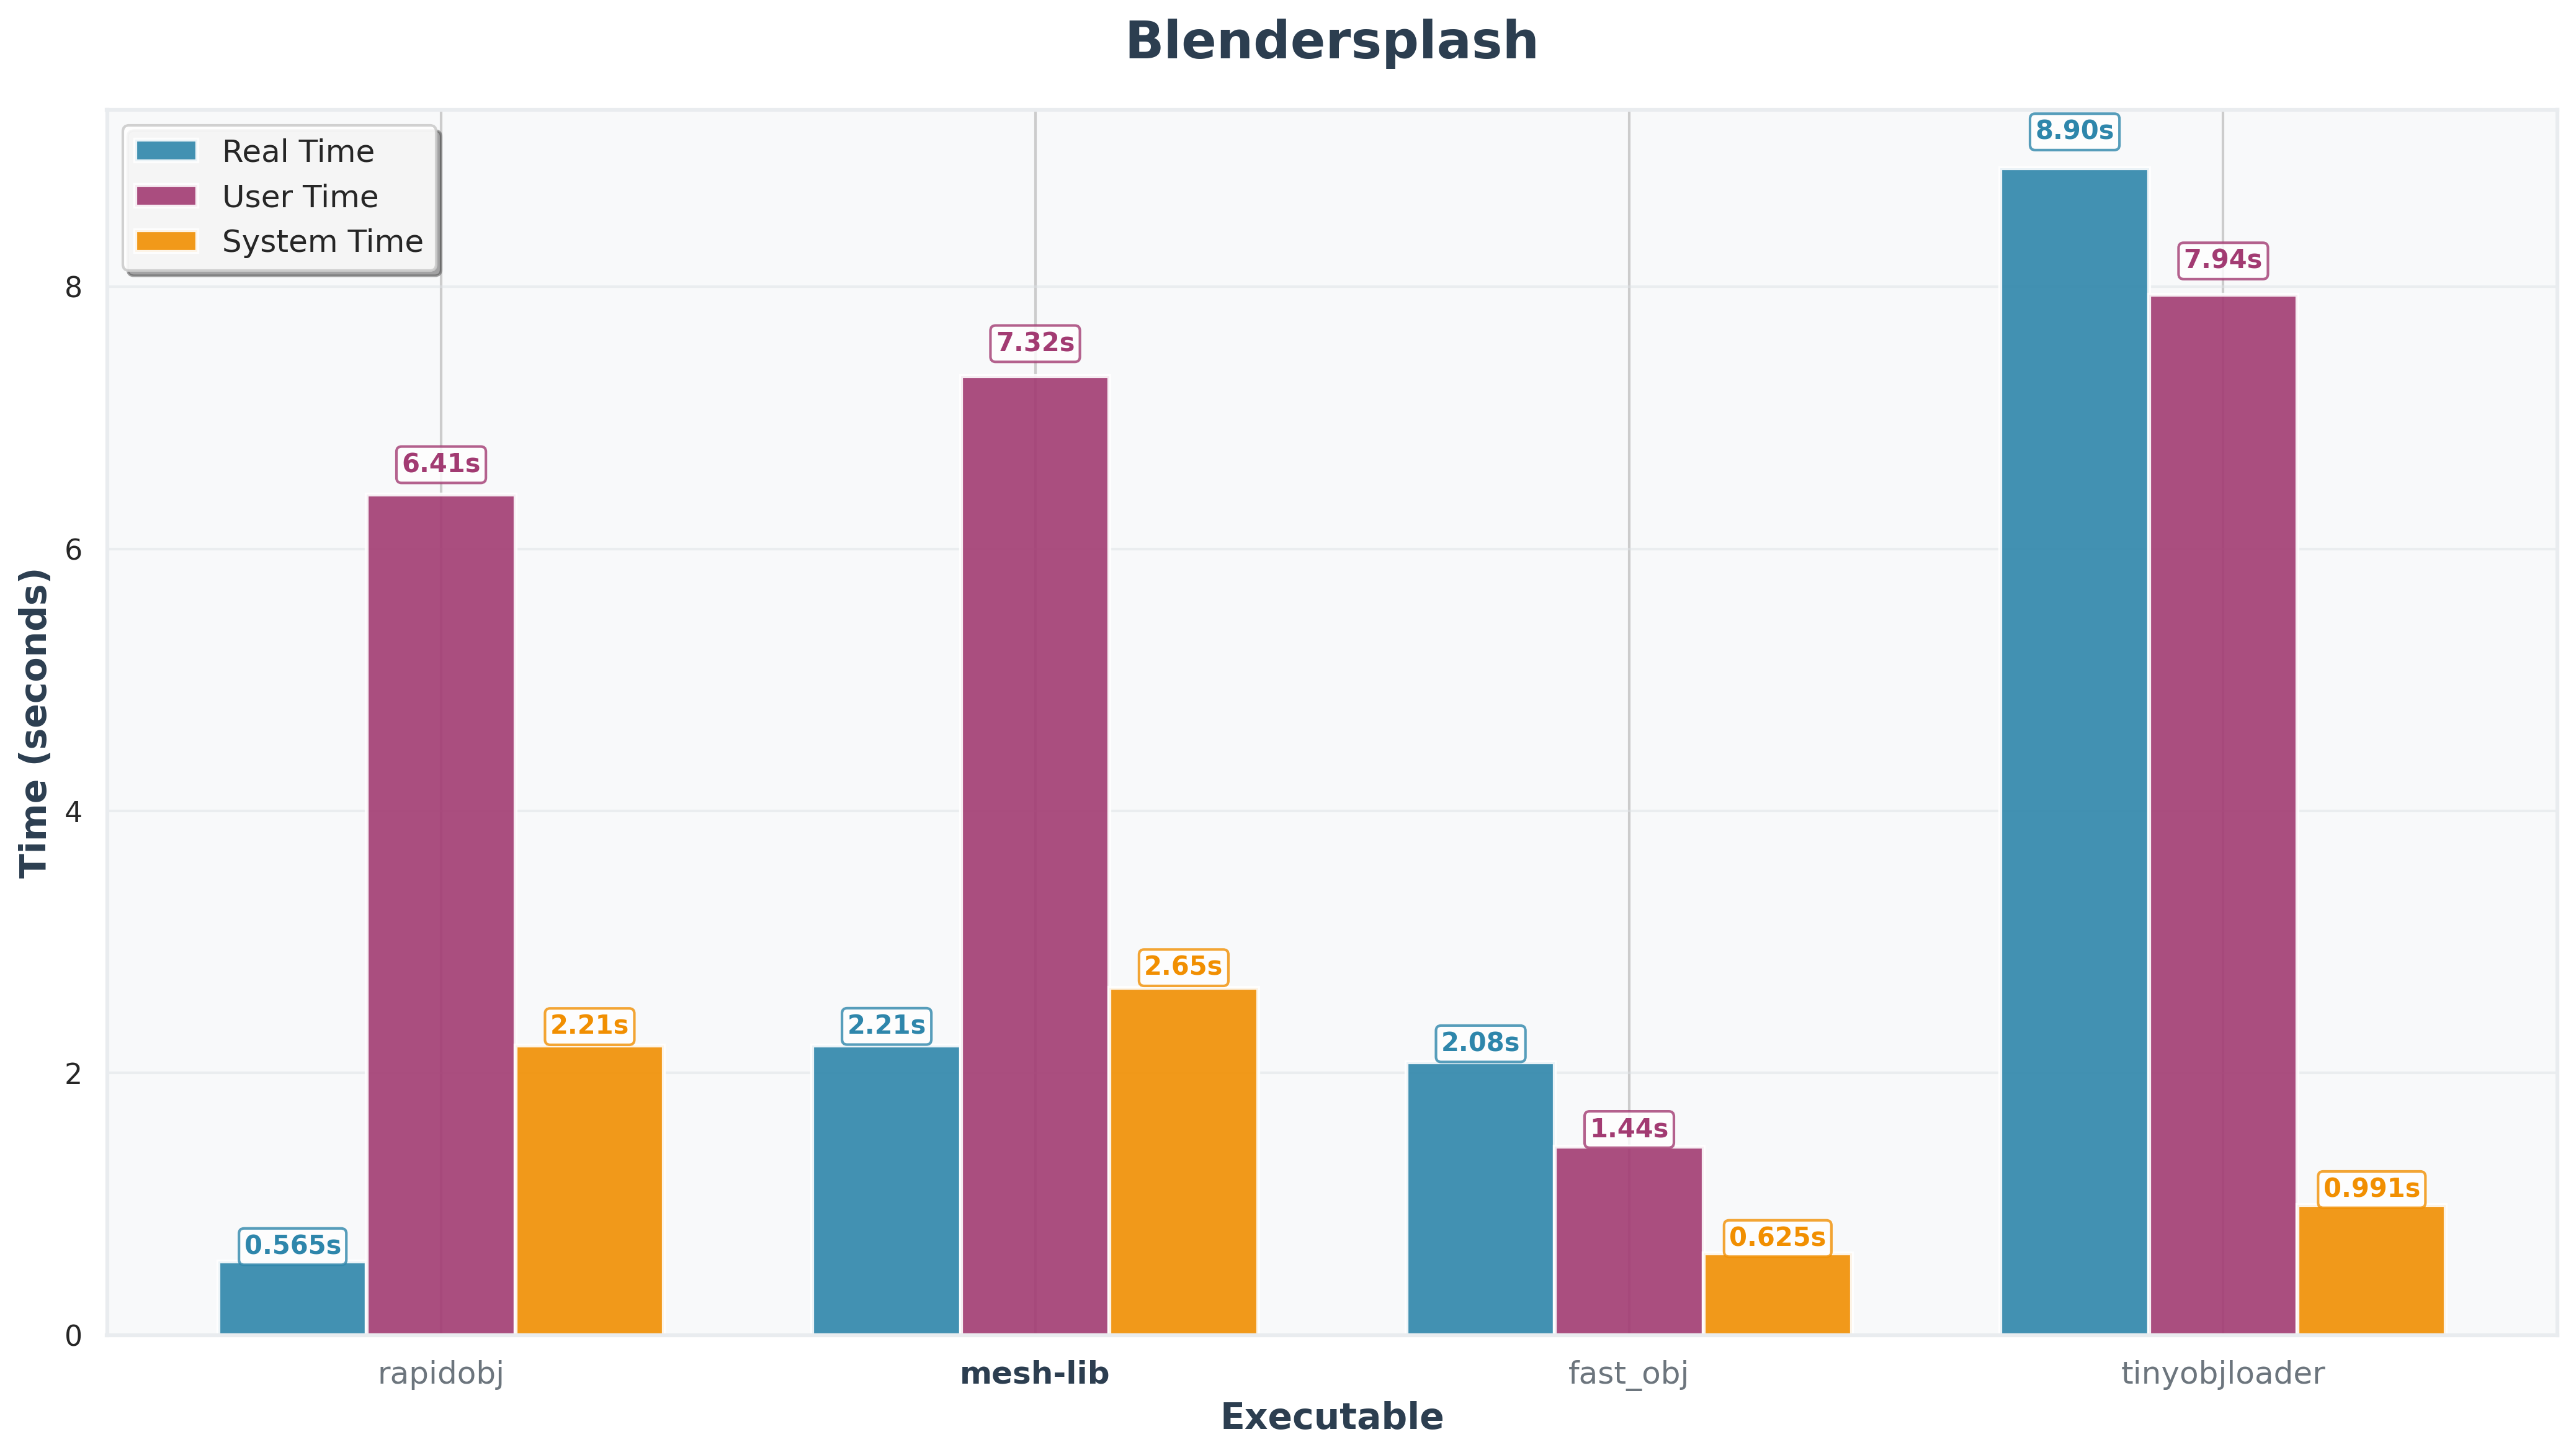 Blendersplash
Real Time
User Time
System Time
Time (seconds)
8
6
4
2
0
0.565s
6.41s
2.21s
2.21s
7.32s
2.65s
2.08s
1.44s
0.625s
8.90s
7.94s
0.991s
rapidobj
mesh-lib
fast_obj
tinyobjloader
Executable